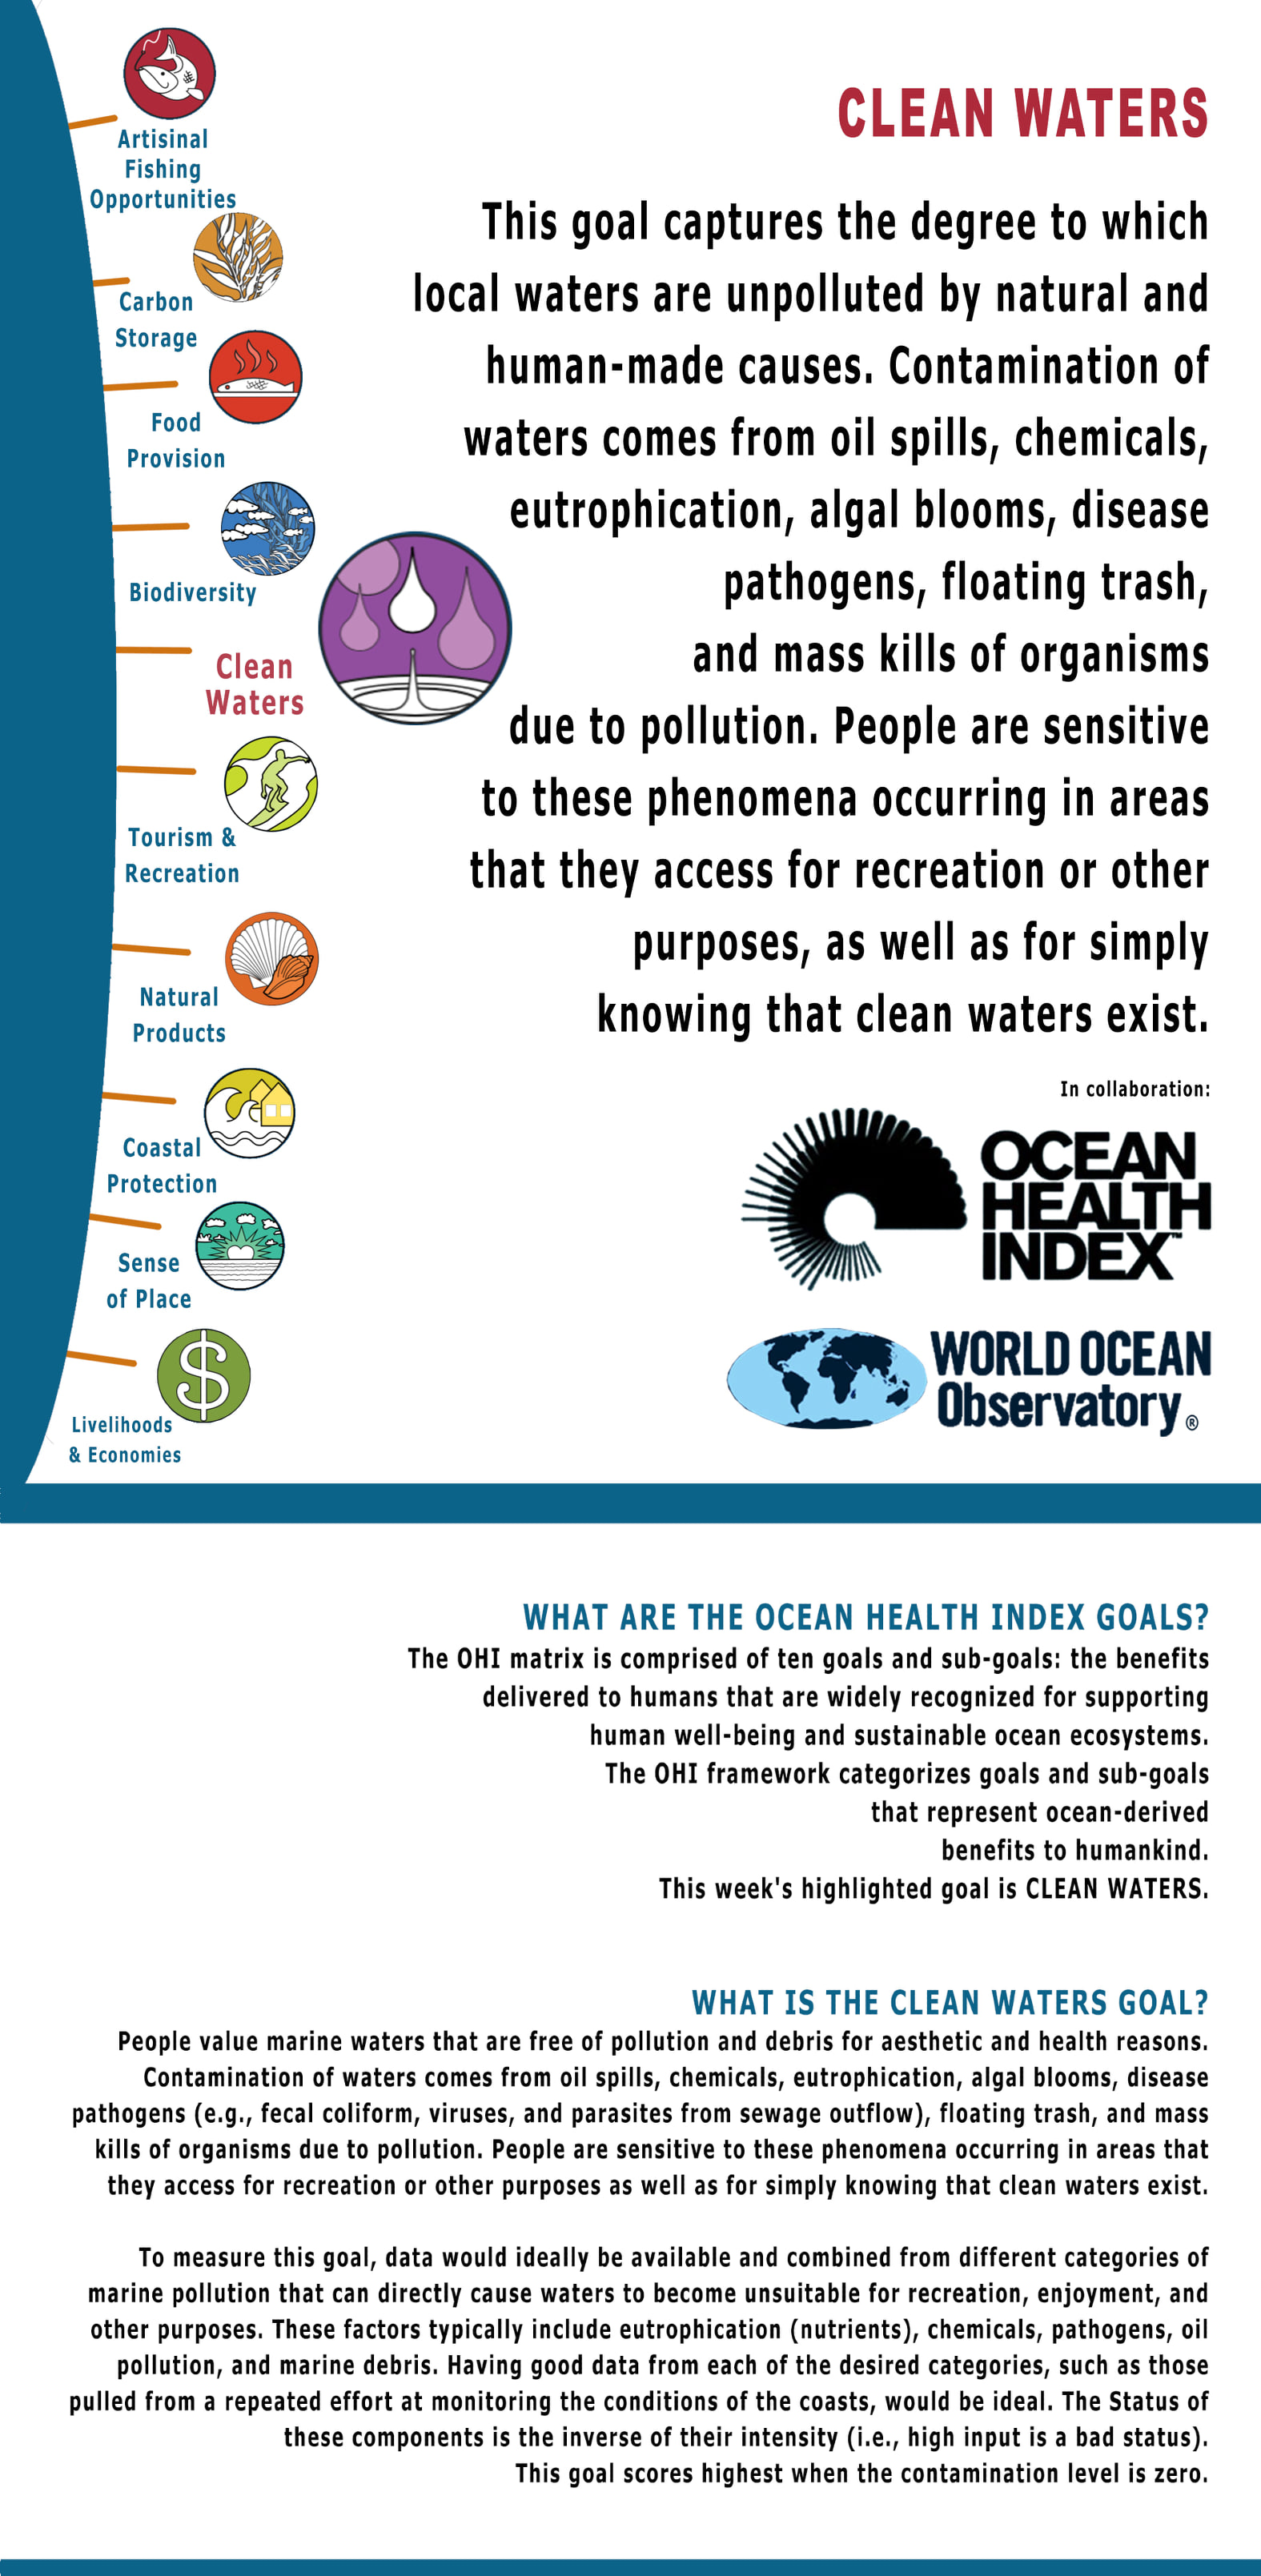 Artisinal
Fishing
Opportunities
Carbon
Storage
Food
Provision
Biodiversity
Clean
Waters
Tourism &
Recreation
Natural
Products
Coastal
Protection
Sense
of Place
$
Livelihoods
& Economies
CLEAN WATERS
This goal captures the degree to which
local waters are unpolluted by natural and
human-made causes. Contamination of
waters comes from oil spills, chemicals,
eutrophication, algal blooms, disease
pathogens, floating trash,
and mass kills of organisms
due to pollution. People are sensitive
to these phenomena occurring in areas
that they access for recreation or other
purposes, as well as for simply
knowing that clean waters exist.
In collaboration:
OCEAN
HEALTH
INDEX™
WORLD OCEAN
Observatory®
WHAT ARE THE OCEAN HEALTH INDEX GOALS?
The OHI matrix is comprised of ten goals and sub-goals: the benefits
delivered to humans that are widely recognized for supporting
human well-being and sustainable ocean ecosystems.
The OHI framework categorizes goals and sub-goals
that represent ocean-derived
benefits to humankind.
This week's highlighted goal is CLEAN WATERS.
WHAT IS THE CLEAN WATERS GOAL?
People value marine waters that are free of pollution and debris for aesthetic and health reasons.
Contamination of waters comes from oil spills, chemicals, eutrophication, algal blooms, disease
pathogens (e.g., fecal coliform, viruses, and parasites from sewage outflow), floating trash, and mass
kills of organisms due to pollution. People are sensitive to these phenomena occurring in areas that
they access for recreation or other purposes as well as for simply knowing that clean waters exist.
To measure this goal, data would ideally be available and combined from different categories of
marine pollution that can directly cause waters to become unsuitable for recreation, enjoyment, and
other purposes. These factors typically include eutrophication (nutrients), chemicals, pathogens, oil
pollution, and marine debris. Having good data from each of the desired categories, such as those
pulled from a repeated effort at monitoring the conditions of the coasts, would be ideal. The Status of
these components is the inverse of their intensity (i.e., high input is a bad status).
This goal scores highest when the contamination level is zero.